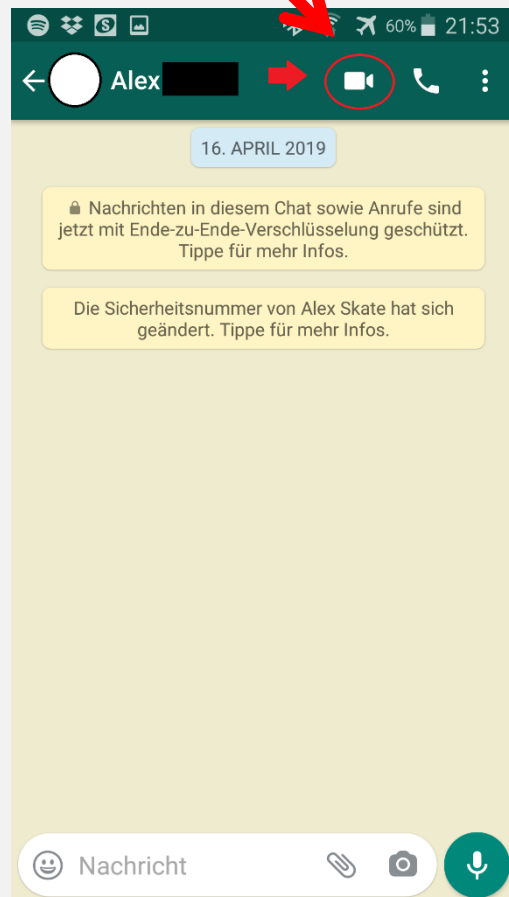 60% 21:53
Alex
16. APRIL 2019
Nachrichten in diesem Chat sowie Anrufe sind
jetzt mit Ende-zu-Ende-Verschlüsselung geschützt.
Tippe für mehr Infos.
Die Sicherheitsnummer von Alex Skate hat sich
geändert. Tippe für mehr Infos.
Nachricht